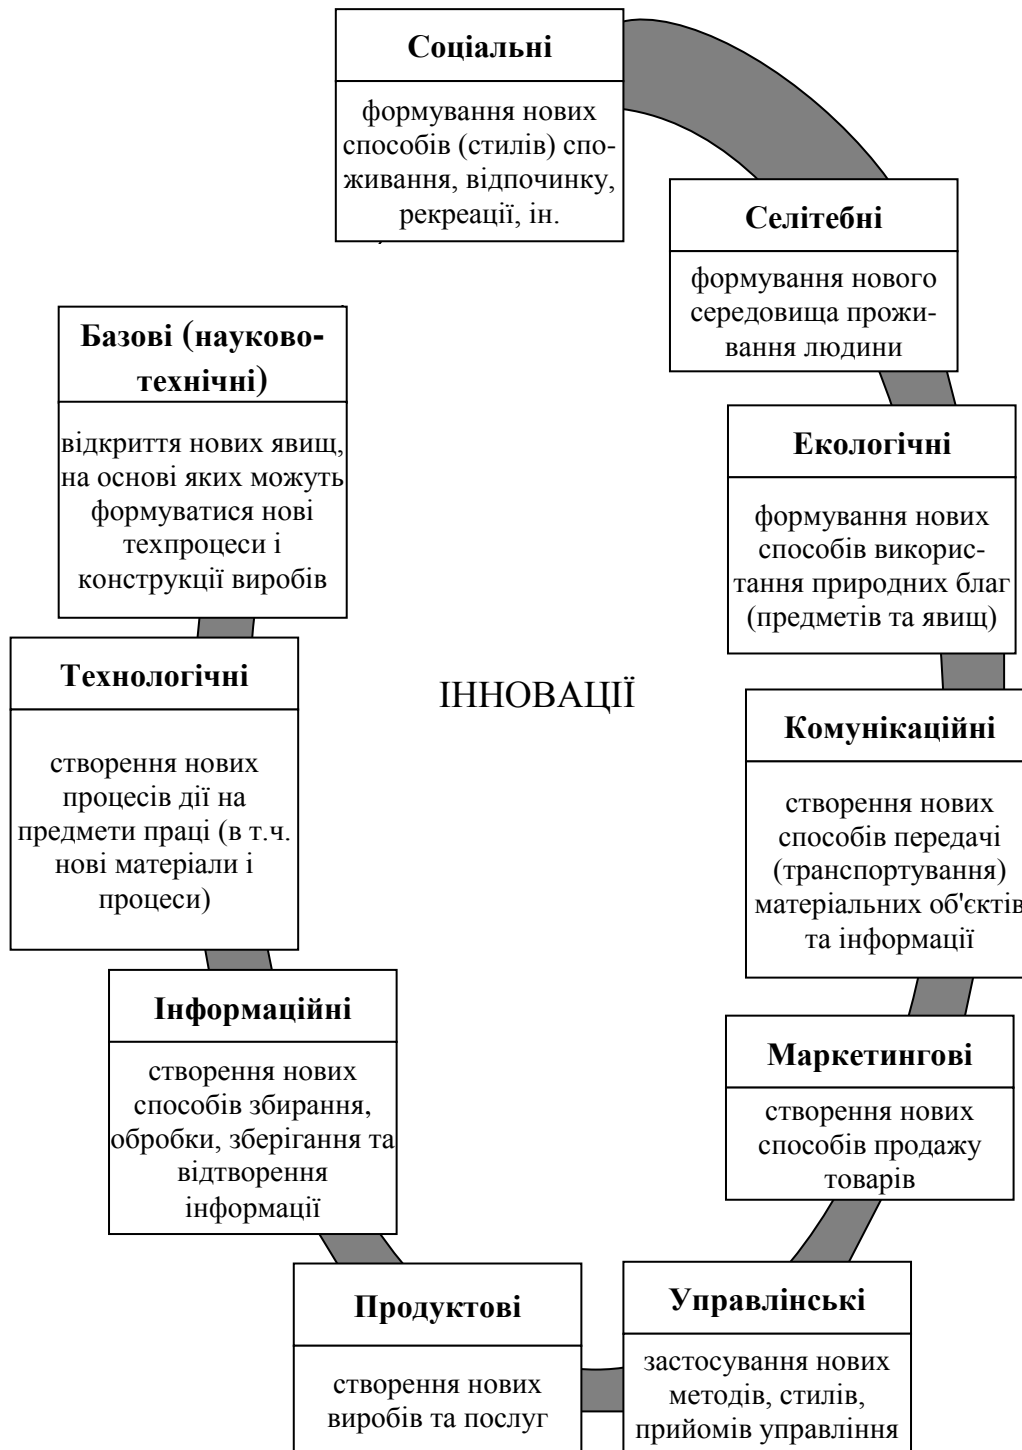 Соціальні
формування нових
способів (стилів) спо-
живання, відпочинку,
рекреації, ін.
Селітебні
формування нового
середовища прожи-
вання людини
Базові (науково-
технічні)
відкриття нових явищ,
на основі яких можуть
формуватися нові
техпроцеси і
конструкції виробів
Екологічні
формування нових
способів викорис-
тання природних благ
(предметів та явищ)
Технологічні
створення нових
процесів дії на
предмети праці (в т.ч.
нові матеріали і
процеси)
ІННОВАЦІЇ
Комунікаційні
створення нових
способів передачі
(транспортування)
матеріальних об'єктів
та інформації
Інформаційні
створення нових
способів збирання,
обробки, зберігання та
відтворення
інформації
Маркетингові
створення нових
способів продажу
товарів
Продуктові
створення нових
виробів та послуг
Управлінські
застосування нових
методів, стилів,
прийомів управління